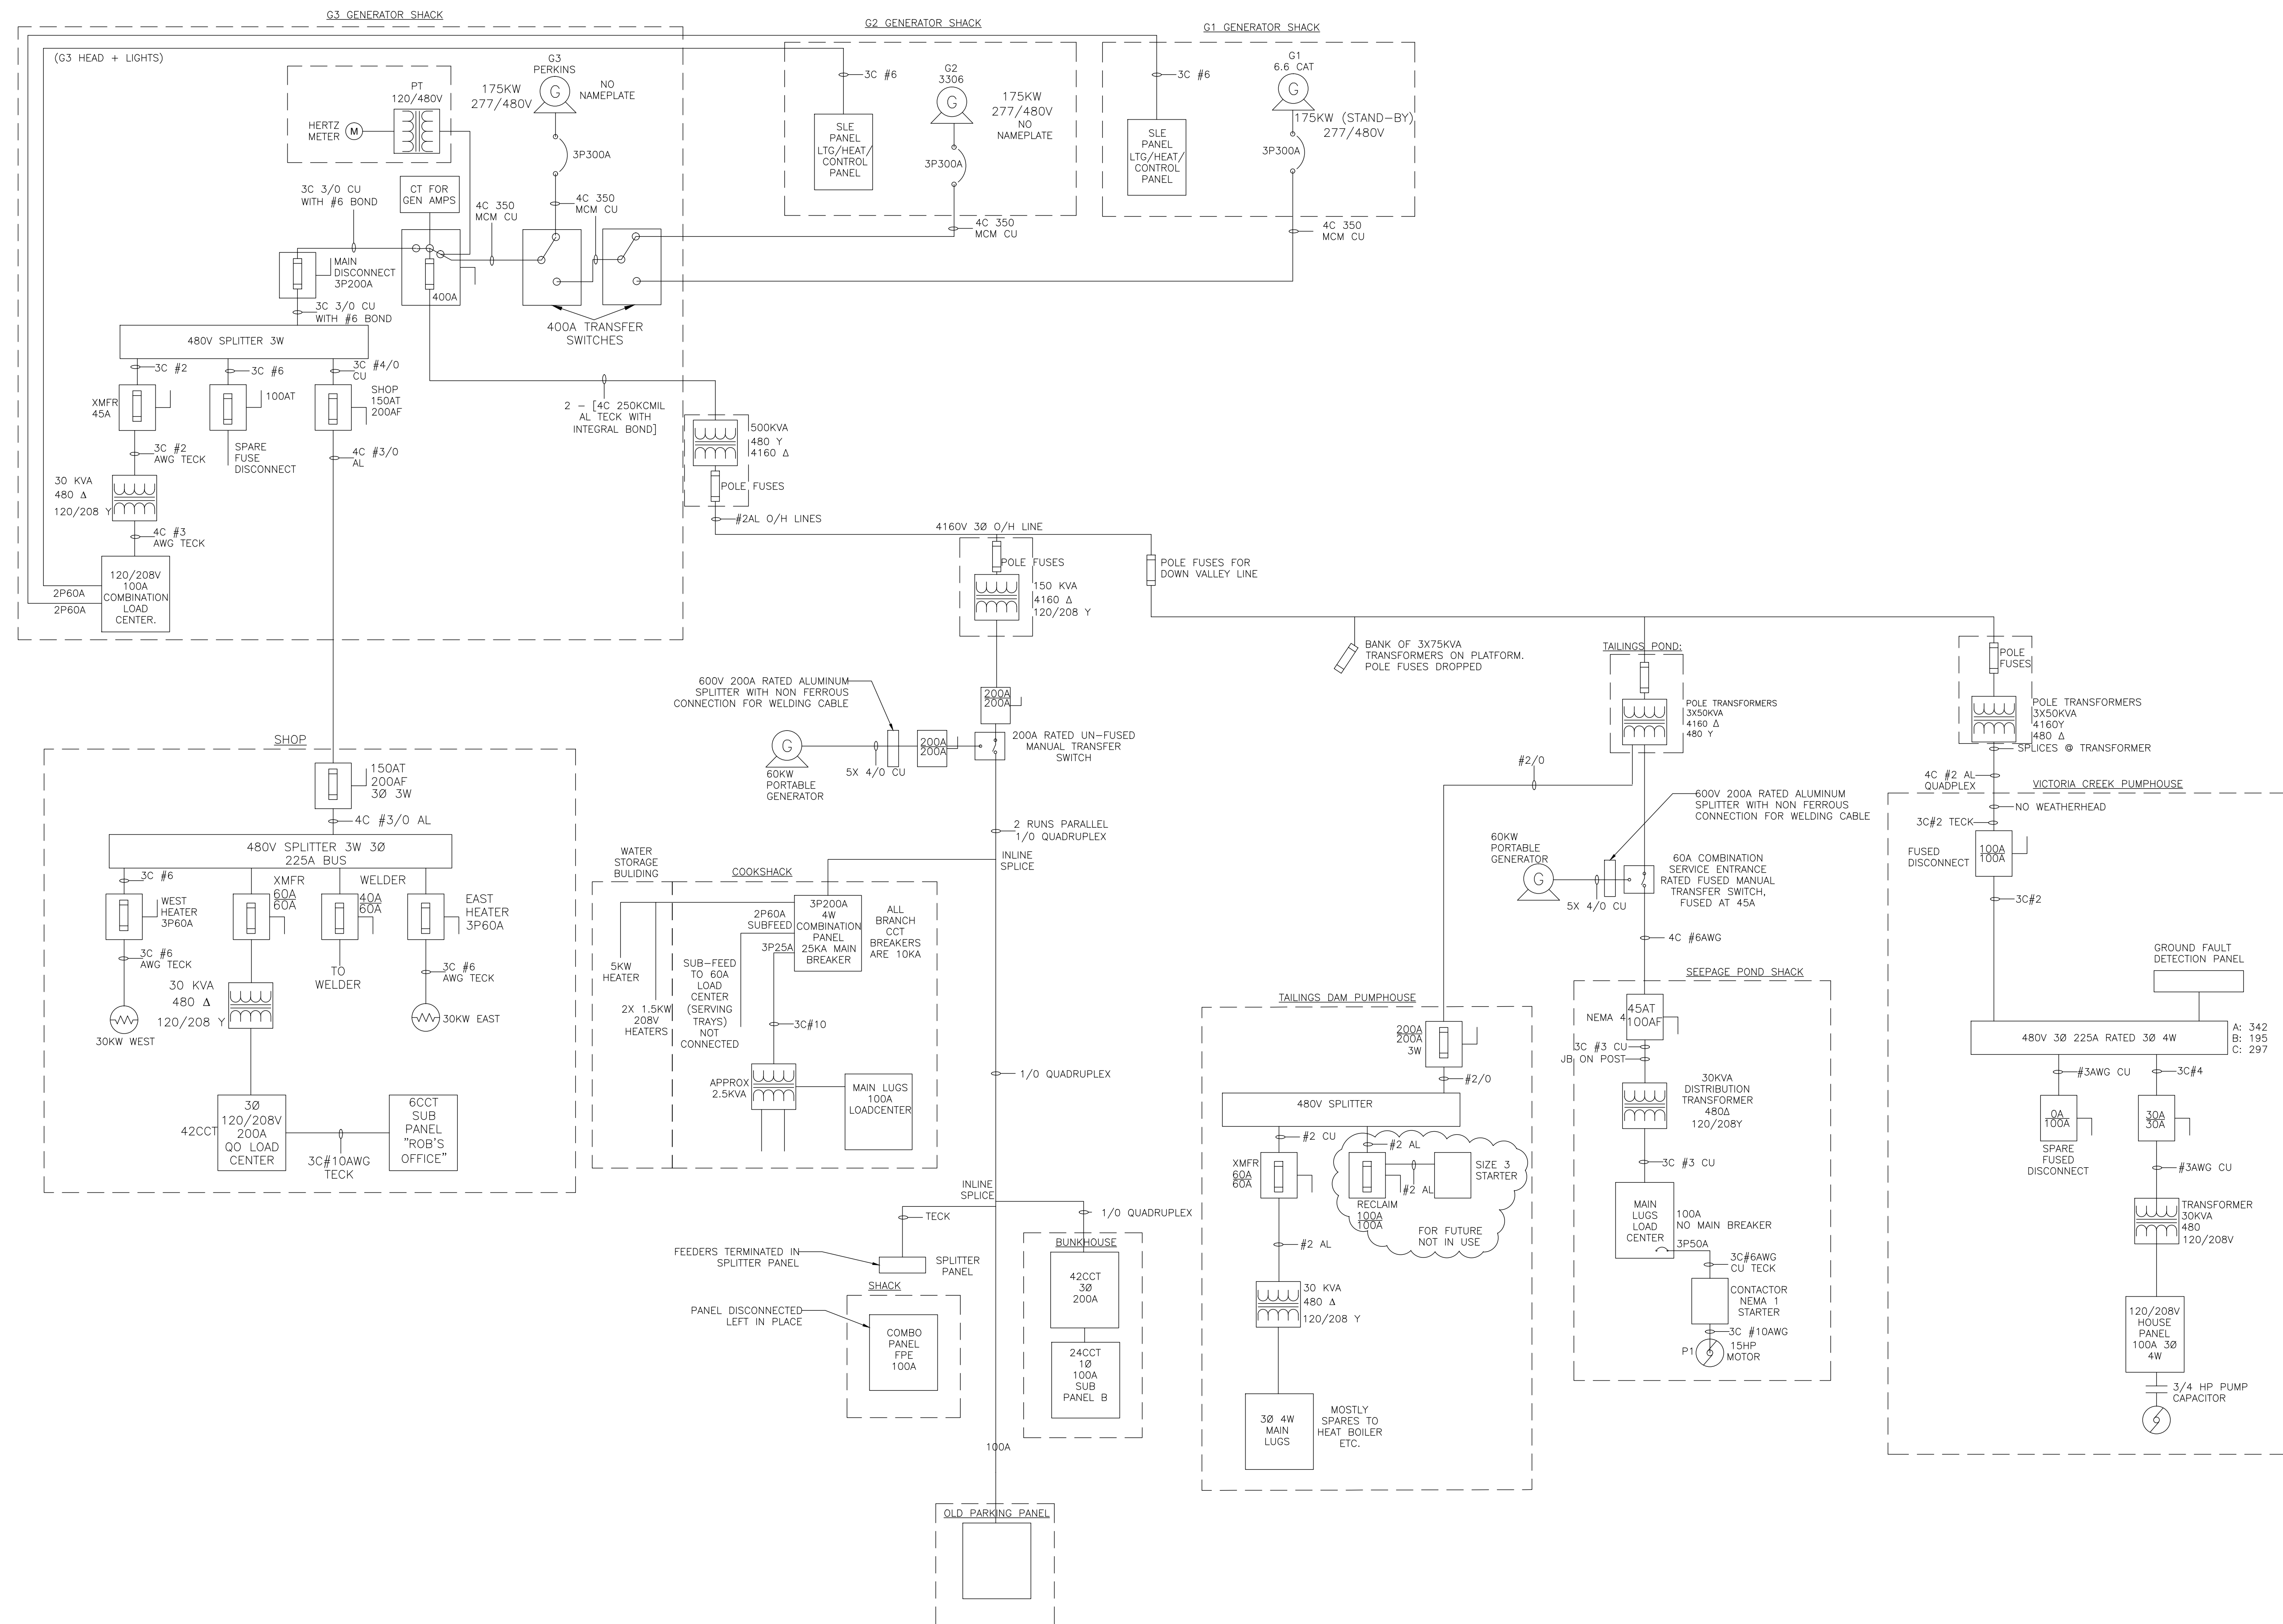 G3 GENERATOR SHACK
(G3 HEAD + LIGHTS)
PT
120/480V
HERTZ
METER
M
G3
PERKINS
G
175KW
277/480V
NO
NAMEPLATE
3P300A
CT FOR
GEN AMPS
3C 3/0 CU
WITH #6 BOND
4C 350
MCM CU
4C 350
MCM CU
MAIN
DISCONNECT
3P200A
400A
3C 3/0 CU
WITH #6 BOND
400A TRANSFER
SWITCHES
480V SPLITTER 3W
3C #2
3C #6
3C #4/0
CU
XMFR
45A
100AT
SHOP
150AT
200AF
3C #2
AWG TECK
SPARE
FUSE
DISCONNECT
4C #3/0
AL
30 KVA
480 Δ
120/208 Y
4C #3
AWG TECK
120/208V
100A
COMBINATION
LOAD
CENTER.
2P60A
2P60A
2 - [4C 250KCMIL
AL TECK WITH
INTEGRAL BOND]
G2 GENERATOR SHACK
3C #6
SLE
PANEL
LTG/HEAT/
CONTROL
PANEL
G2
3306
G
175KW
277/480V
NO
NAMEPLATE
3P300A
4C 350
MCM CU
G1 GENERATOR SHACK
3C #6
SLE
PANEL
LTG/HEAT/
CONTROL
PANEL
G1
6.6 CAT
G
175KW (STAND-BY)
277/480V
3P300A
4C 350
MCM CU
500KVA
480 Y
4160 Δ
POLE FUSES
#2AL O/H LINES
4160V 3Ø O/H LINE
POLE FUSES
150 KVA
4160 Δ
120/208 Y
POLE FUSES FOR
DOWN VALLEY LINE
BANK OF 3X75KVA
TRANSFORMERS ON PLATFORM.
POLE FUSES DROPPED
600V 200A RATED ALUMINUM
SPLITTER WITH NON FERROUS
CONNECTION FOR WELDING CABLE
200A
200A
G
60KW
PORTABLE
GENERATOR
5X 4/0 CU
200A
200A
200A RATED UN-FUSED
MANUAL TRANSFER
SWITCH
2 RUNS PARALLEL
1/0 QUADRUPLEX
INLINE
SPLICE
SHOP
150AT
200AF
3Ø 3W
4C #3/0 AL
480V SPLITTER 3W 3Ø
225A BUS
3C #6
WEST
HEATER
3P60A
XMFR
60A
60A
WELDER
40A
60A
EAST
HEATER
3P60A
3C #6
AWG TECK
TO
WELDER
3C #6
AWG TECK
30 KVA
480 Δ
120/208 Y
30KW WEST
30KW EAST
42CCT
3Ø
120/208V
200A
QO LOAD
CENTER
3C#10AWG
TECK
6CCT
SUB
PANEL
"ROB'S
OFFICE"
WATER
STORAGE
BULIDING
5KW
HEATER
2X 1.5KW
208V
HEATERS
COOKSHACK
2P60A
SUBFEED
3P25A
3P200A
4W
COMBINATION
PANEL
25KA MAIN
BREAKER
ALL
BRANCH
CCT
BREAKERS
ARE 10KA
SUB-FEED
TO 60A
LOAD
CENTER
(SERVING
TRAYS)
NOT
CONNECTED
3C#10
APPROX
2.5KVA
MAIN LUGS
100A
LOADCENTER
1/0 QUADRUPLEX
INLINE
SPLICE
TECK
1/0 QUADRUPLEX
FEEDERS TERMINATED IN
SPLITTER PANEL
SPLITTER
PANEL
SHACK
PANEL DISCONNECTED
LEFT IN PLACE
COMBO
PANEL
FPE
100A
BUNKHOUSE
42CCT
3Ø
200A
24CCT
1Ø
100A
SUB
PANEL B
100A
OLD PARKING PANEL
TAILINGS POND:
POLE TRANSFORMERS
3X50KVA
4160 Δ
480 Y
#2/0
600V 200A RATED ALUMINUM
SPLITTER WITH NON FERROUS
CONNECTION FOR WELDING CABLE
60KW
PORTABLE
GENERATOR
G
5X 4/0 CU
60A COMBINATION
SERVICE ENTRANCE
RATED FUSED MANUAL
TRANSFER SWITCH,
FUSED AT 45A
4C #6AWG
TAILINGS DAM PUMPHOUSE
200A
200A
3W
#2/0
480V SPLITTER
#2 CU
#2 AL
XMFR
60A
60A
RECLAIM
100A
100A
#2 AL
SIZE 3
STARTER
FOR FUTURE
NOT IN USE
#2 AL
30 KVA
480 Δ
120/208 Y
3Ø 4W
MAIN
LUGS
MOSTLY
SPARES TO
HEAT BOILER
ETC.
SEEPAGE POND SHACK
NEMA 4
45AT
100AF
3C #3 CU
JB ON POST
30KVA
DISTRIBUTION
TRANSFORMER
480Δ
120/208Y
3C #3 CU
MAIN
LUGS
LOAD
CENTER
100A
NO MAIN BREAKER
3P50A
3C#6AWG
CU TECK
CONTACTOR
NEMA 1
STARTER
3C #10AWG
P1
15HP
MOTOR
POLE
FUSES
POLE TRANSFORMERS
3X50KVA
4160Y
480 Δ
SPLICES @ TRANSFORMER
4C #2 AL
QUADPLEX
VICTORIA CREEK PUMPHOUSE
NO WEATHERHEAD
3C#2 TECK
FUSED
DISCONNECT
100A
100A
3C#2
GROUND FAULT
DETECTION PANEL
480V 3Ø 225A RATED 3Ø 4W
A: 342
B: 195
C: 297
#3AWG CU
3C#4
0A
100A
SPARE
FUSED
DISCONNECT
30A
30A
#3AWG CU
TRANSFORMER
30KVA
480
120/208V
120/208V
HOUSE
PANEL
100A 3Ø
4W
3/4 HP PUMP
CAPACITOR